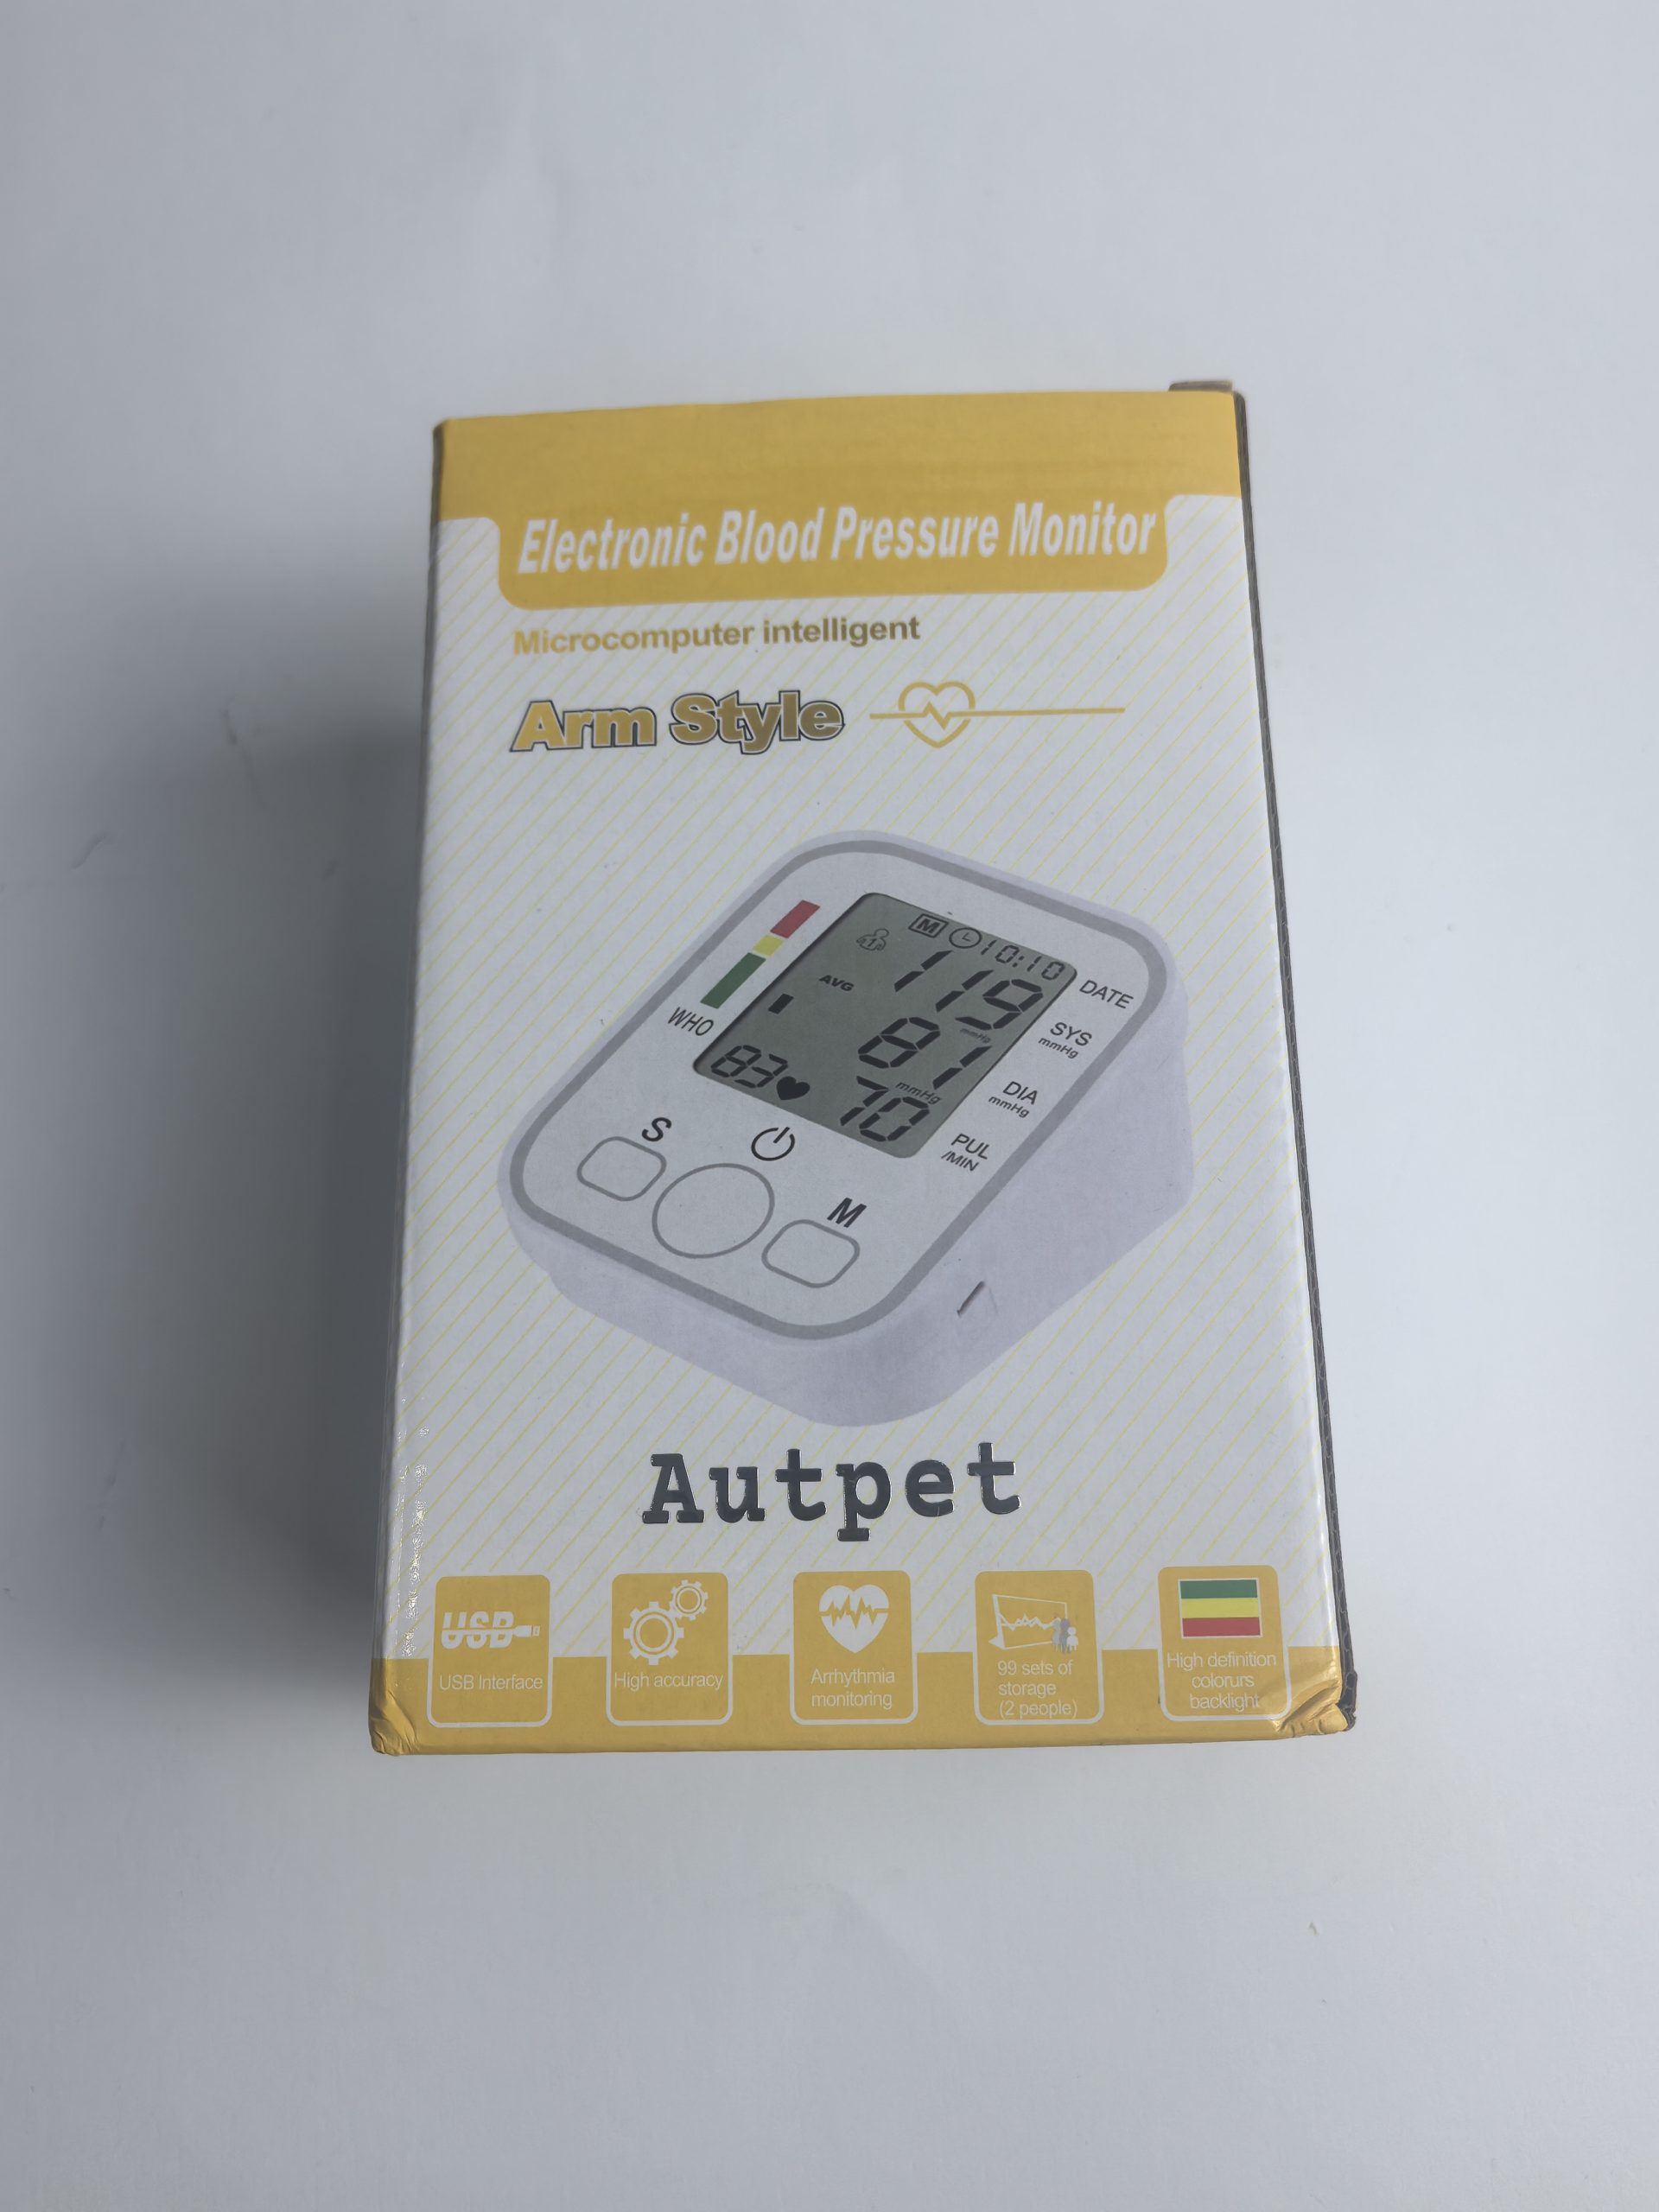 Electronic Blood Pressure Monitor
Microcomputer intelligent
Arm Style
M 10:10
1
119
AVG
mmHg
81
mmHg
83
70
DATE
SYS
mmHg
DIA
mmHg
PUL
/MIN
WHO
S
M
Autpet
USB
USB Interface
High accuracy
Arrhythmia
monitoring
99 sets of
storage
(2 people)
High definition
colorurs
backlight